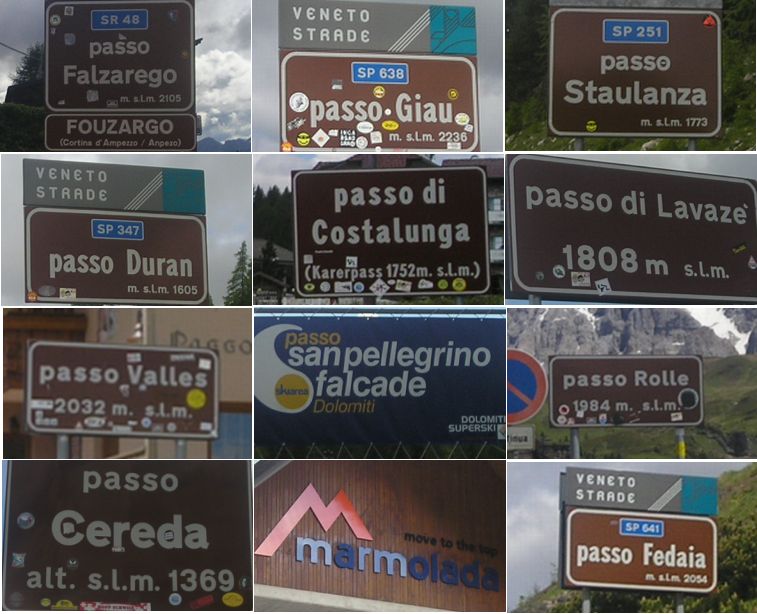 SR 48
passo
Falzarego
m. s.l.m. 2105
FOUZARGO
(Cortina d'Ampezzo / Anpezo)
VENETO
STRADE
SP 638
passo Giau
m. s.l.m. 2236
SP 251
passo
Staulanza
m. s.l.m. 1773
VENETO
STRADE
SP 347
passo Duran
m. s.l.m. 1605
passo di
Costalunga
(Karerpass 1752m. s.l.m.)
passo di Lavazè
1808 m s.l.m.
passo Valles
2032 m. s.l.m.
passo
sanpellegrino
falcade
skiarea
Dolomiti
DOLOMITI
SUPERSKI
passo Rolle
1984 m. s.l.m.
passo
Cereda
alt. s.l.m. 1369
move to the top
marmolada
VENETO
STRADE
SP 641
passo Fedaia
m. s.l.m. 2054